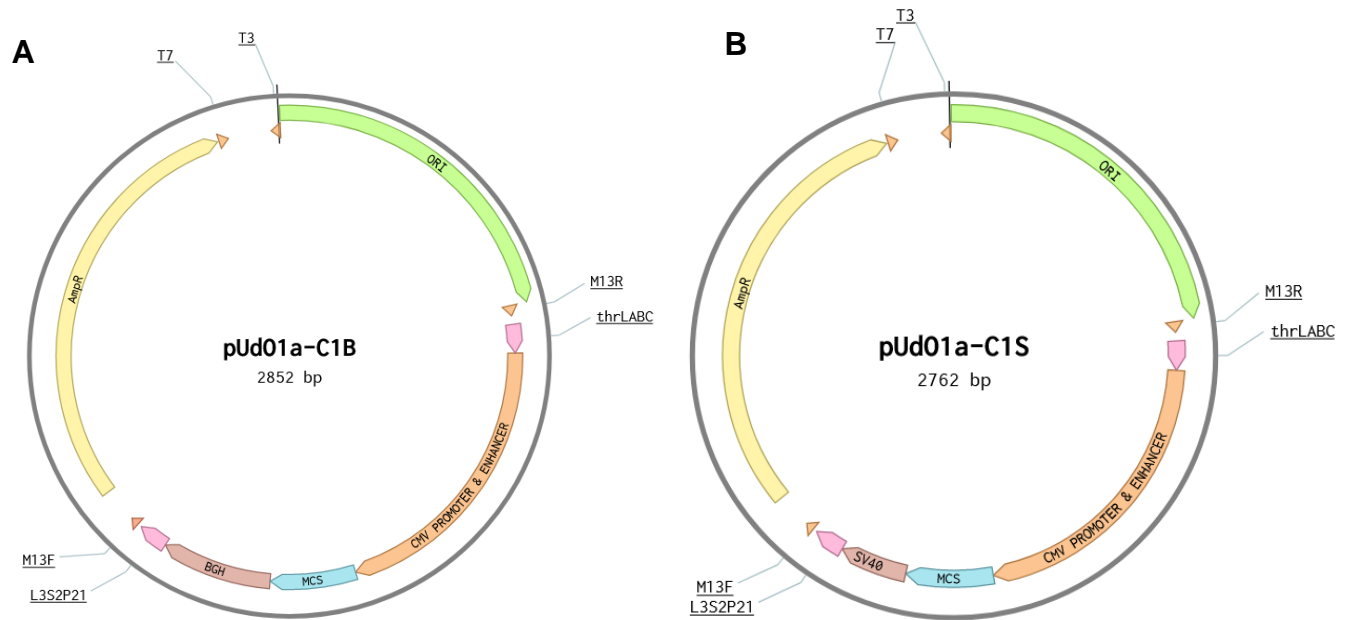 A
T7
T3
ORI
M13R
thrLABC
AmpR
pUdO1a-C1B
2852 bp
CMV PROMOTER & ENHANCER
MCS
BGH
M13F
L3S2P21
B
T3
T7
ORI
M13R
thrLABC
AmpR
pUdO1a-C1S
2762 bp
CMV PROMOTER & ENHANCER
MCS
SV40
M13F
L3S2P21